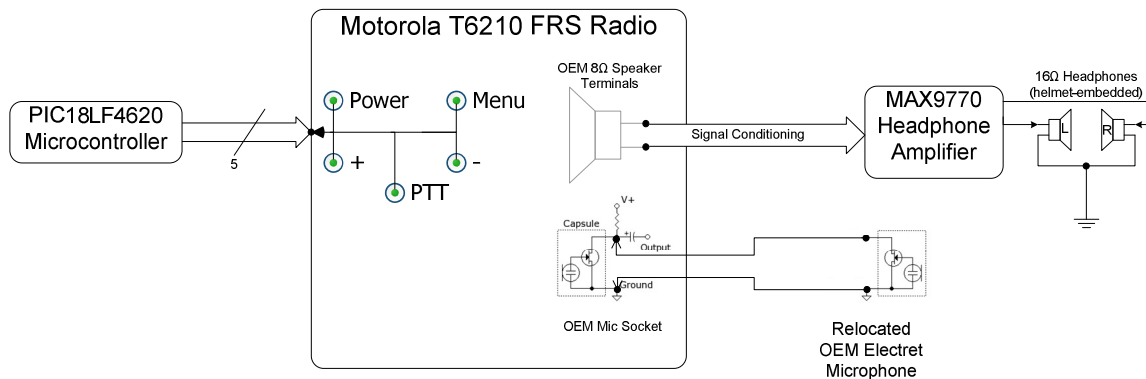 Motorola T6210 FRS Radio
PIC18LF4620
Microcontroller
5
Power
Menu
+
-
PTT
OEM 8Ω Speaker
Terminals
Signal Conditioning
MAX9770
Headphone
Amplifier
16Ω Headphones
(helmet-embedded)
L
R
V+
Capsule
+
Output
Ground
OEM Mic Socket
Relocated
OEM Electret
Microphone